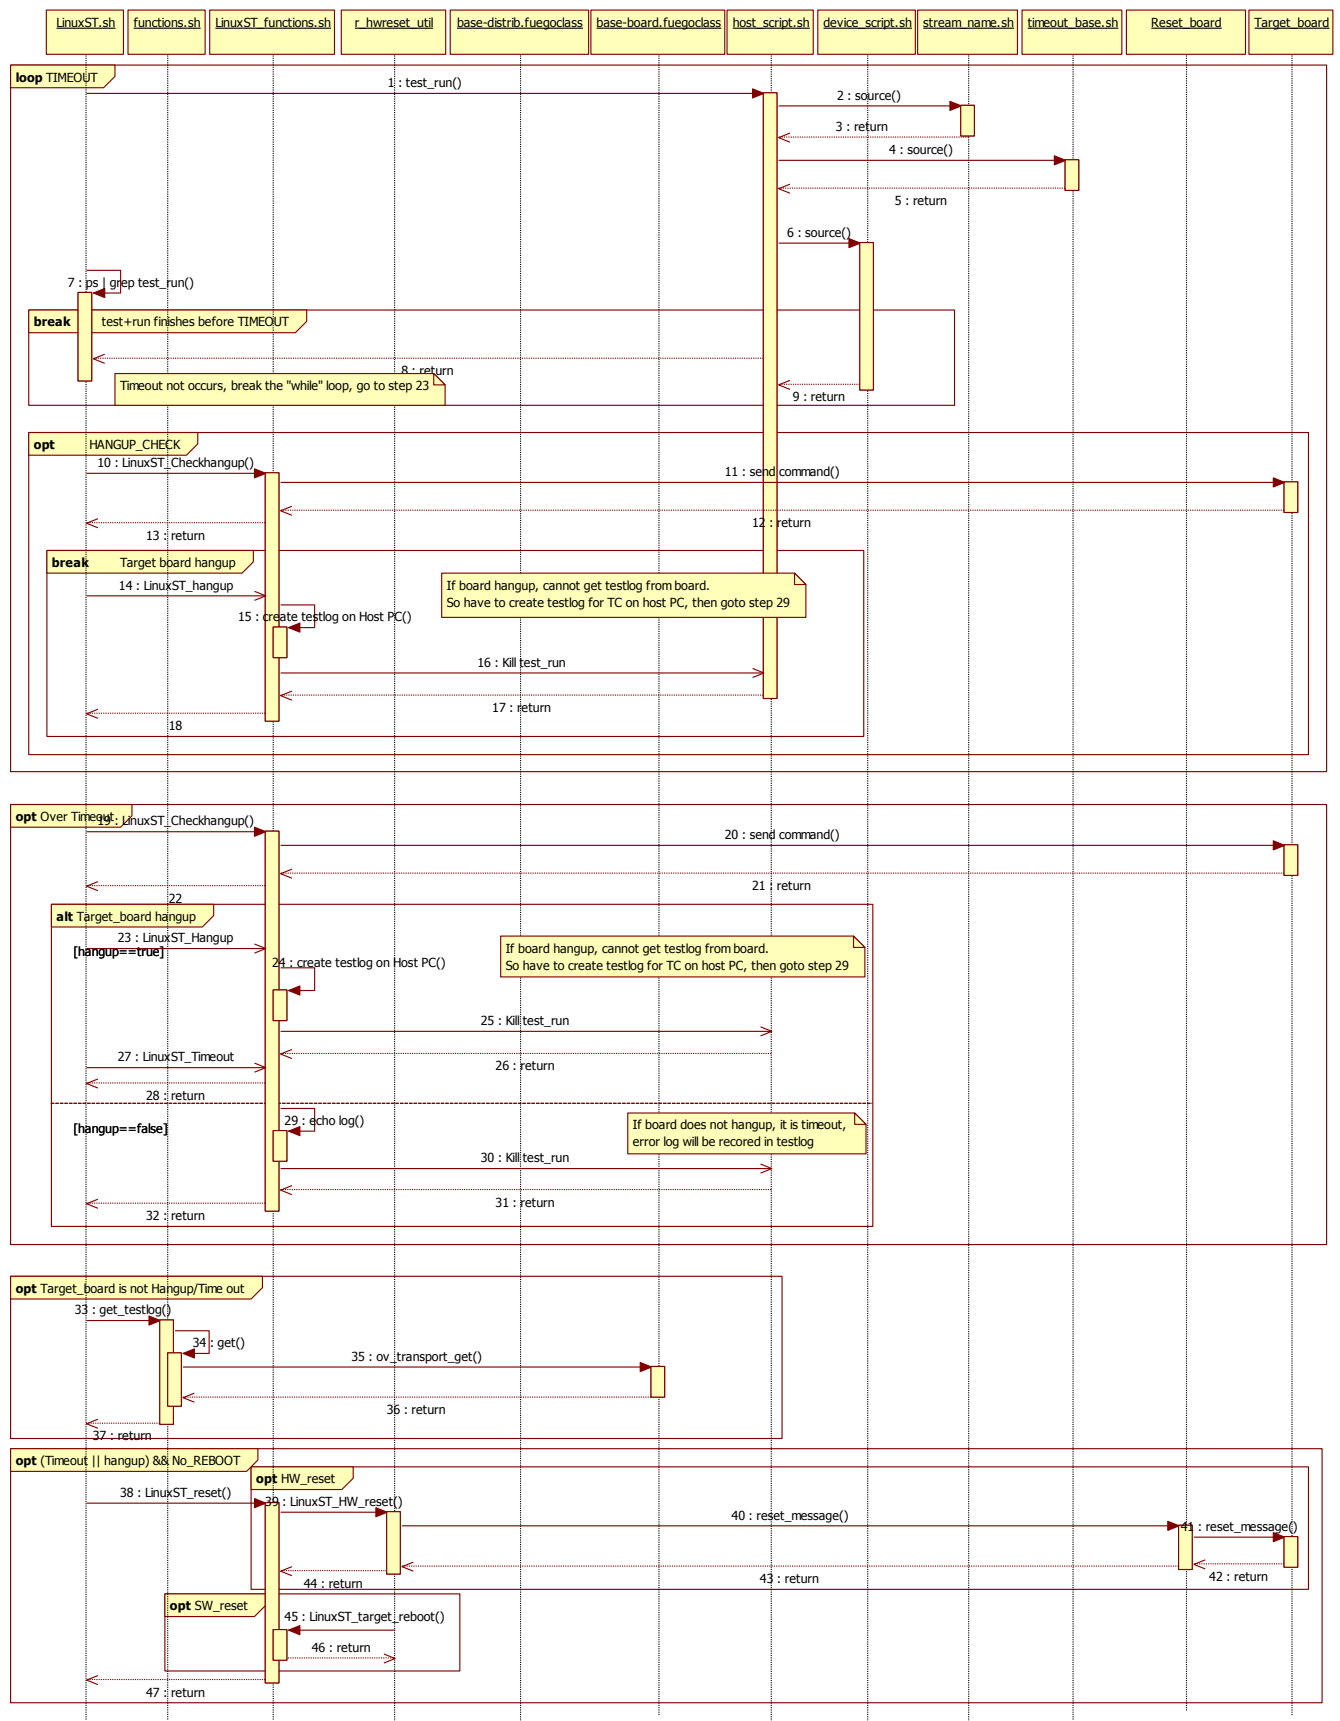 LinuxST.sh
functions.sh
LinuxST_functions.sh
r_hwreset_util
base-distrib.fuegoclass
base-board.fuegoclass
host_script.sh
device_script.sh
stream_name.sh
timeout_base.sh
Reset_board
Target_board
loop TIMEOUT
1 : test_run()
2 : source()
3 : return
4 : source()
5 : return
6 : source()
7 : ps | grep test_run()
break test+run finishes before TIMEOUT
8 : return
Timeout not occurs, break the "while" loop, go to step 23
9 : return
opt HANGUP_CHECK
10 : LinuxST_Checkhangup()
11 : send command()
12 : return
13 : return
break Target board hangup
14 : LinuxST_hangup
If board hangup, cannot get testlog from board.
So have to create testlog for TC on host PC, then goto step 29
15 : create testlog on Host PC()
16 : Kill test_run
17 : return
18
opt Over Timeout
19 : LinuxST_Checkhangup()
20 : send command()
21 : return
22
alt Target_board hangup
23 : LinuxST_Hangup
[hangup==true]
If board hangup, cannot get testlog from board.
So have to create testlog for TC on host PC, then goto step 29
24 : create testlog on Host PC()
25 : Kill test_run
26 : return
27 : LinuxST_Timeout
28 : return
[hangup==false]
29 : echo log()
If board does not hangup, it is timeout,
error log will be recored in testlog
30 : Kill test_run
31 : return
32 : return
opt Target_board is not Hangup/Time out
33 : get_testlog()
34 : get()
35 : ov_transport_get()
36 : return
37 : return
opt (Timeout || hangup) && No_REBOOT
opt HW_reset
38 : LinuxST_reset()
39 : LinuxST_HW_reset()
40 : reset_message()
41 : reset_message()
42 : return
43 : return
44 : return
opt SW_reset
45 : LinuxST_target_reboot()
46 : return
47 : return